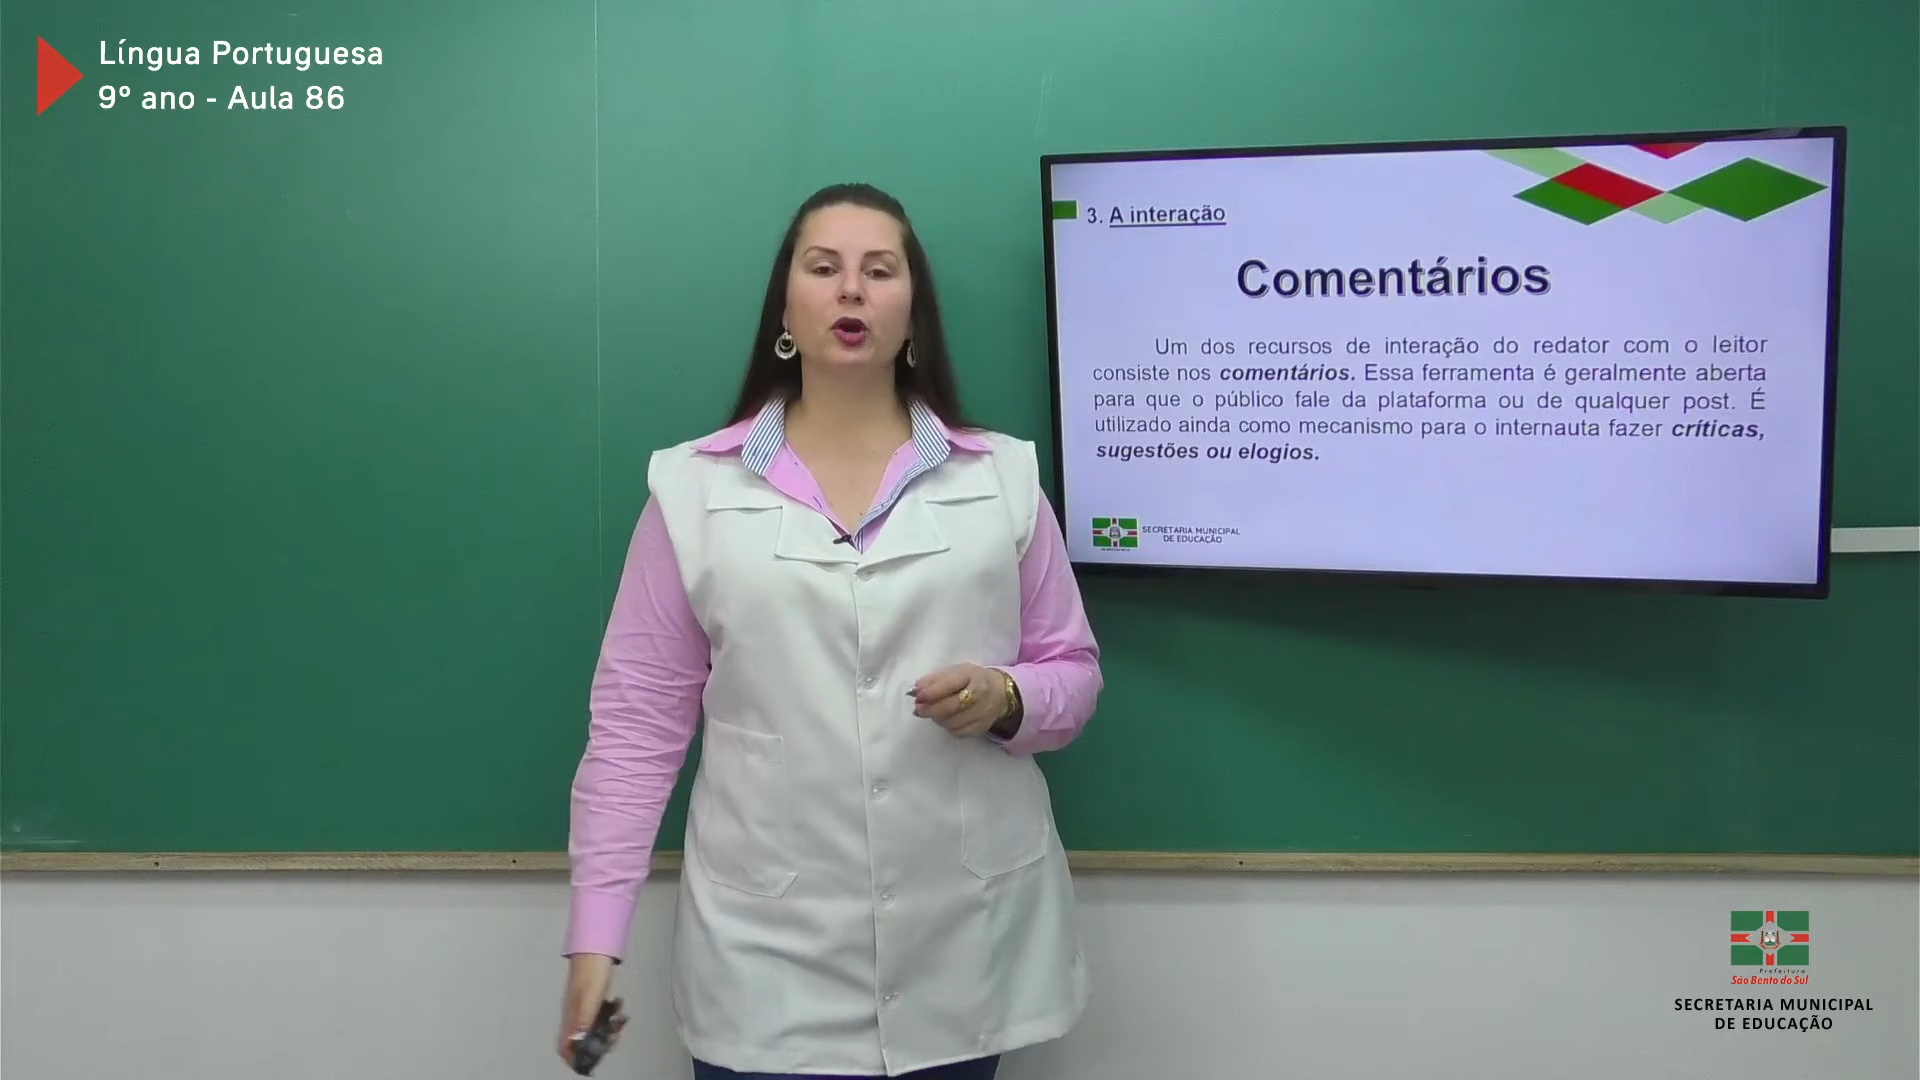 Língua Portuguesa
9º ano - Aula 86
3. A interação
Comentários
Um dos recursos de interação do redator com o leitor
consiste nos comentários. Essa ferramenta é geralmente aberta
para que o público fale da plataforma ou de qualquer post. É
utilizado ainda como mecanismo para o internauta fazer críticas,
sugestões ou elogios.
SECRETARIA MUNICIPAL
DE EDUCAÇÃO
Prefeitura
São Bento do Sul
SECRETARIA MUNICIPAL
DE EDUCAÇÃO